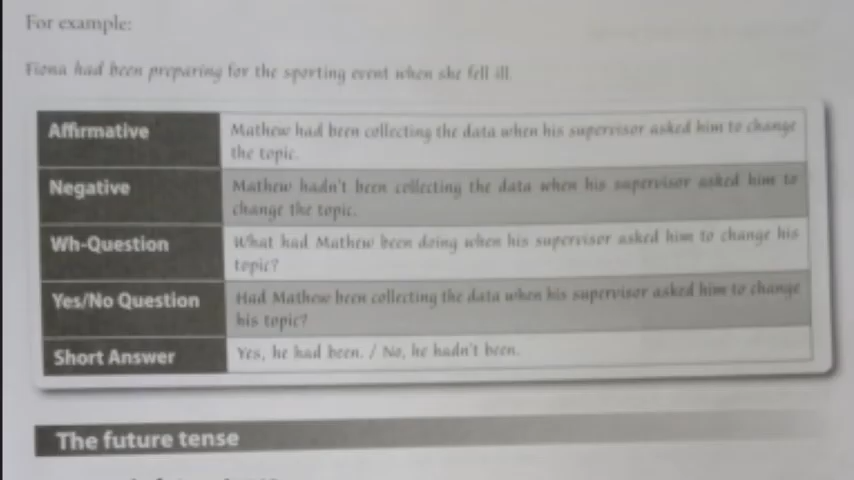 For example:
Fiona had been preparing for the sporting event when she fell ill.
Affirmative
Mathew had been collecting the data when his supervisor asked him to change
the topic.
Negative
Mathew hadn't been collecting the data when his supervisor asked him to
change the topic.
Wh-Question
What had Mathew been doing when his supervisor asked him to change his
topic?
Yes/No Question
Had Mathew been collecting the data when his supervisor asked him to change
his topic?
Short Answer
Yes, he had been. / No, he hadn't been.
The future tense